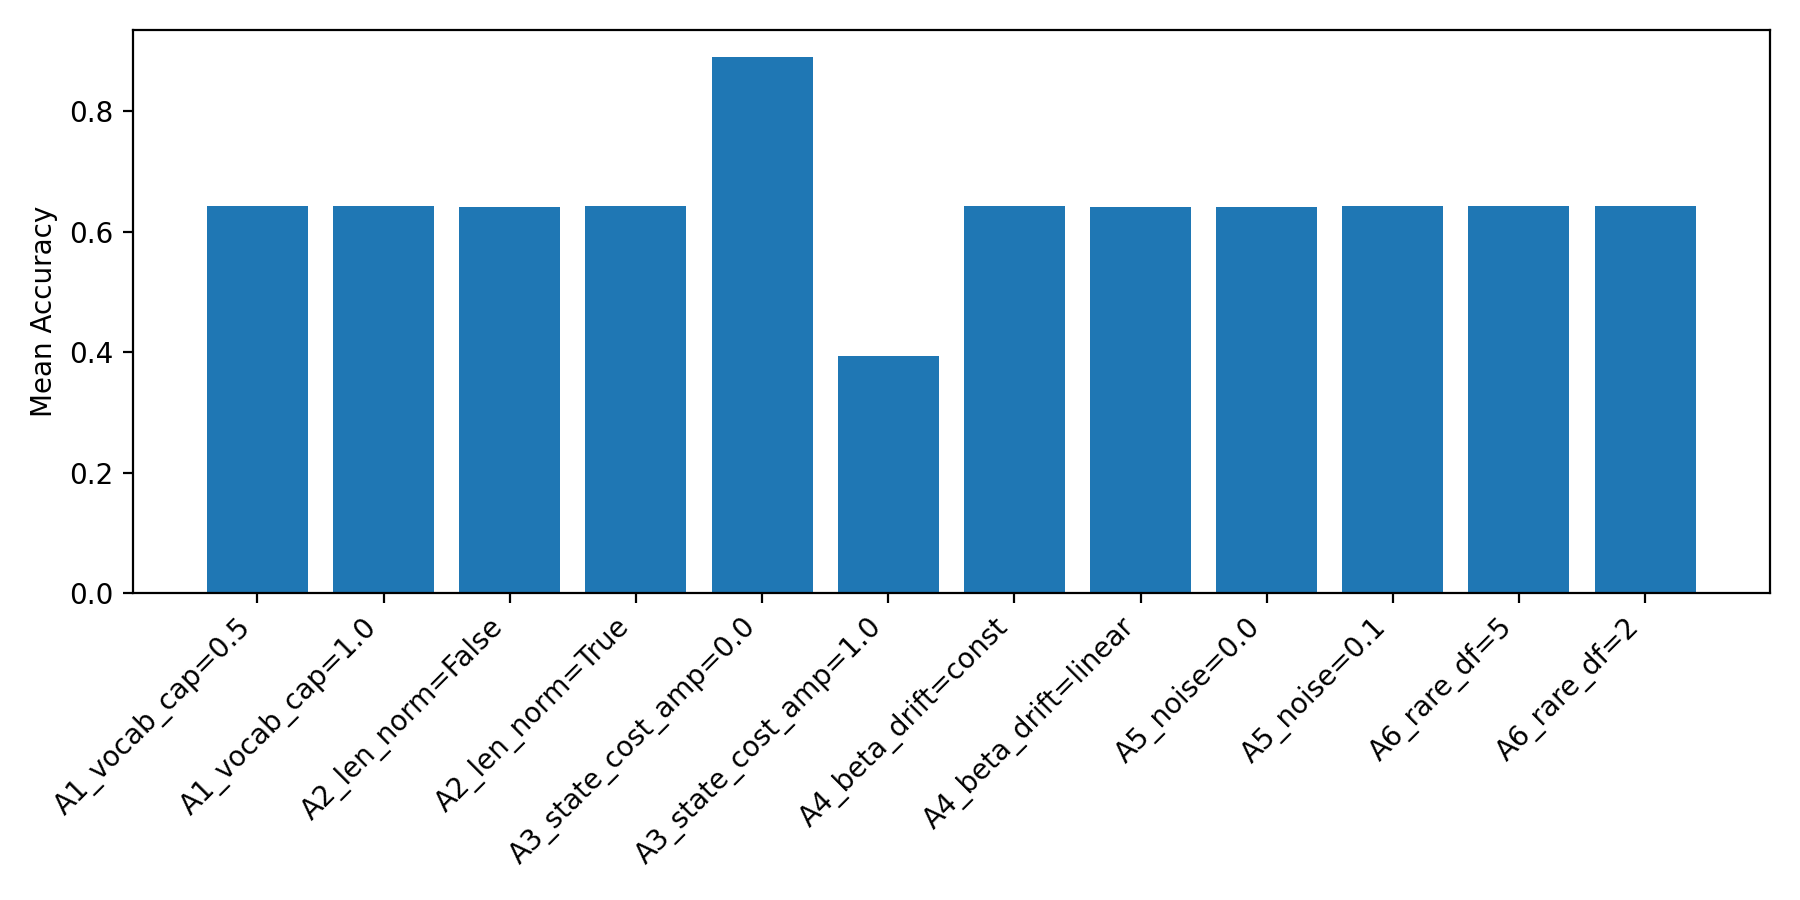 Mean Accuracy
0.8
0.6
0.4
0.2
0.0
A1_vocab_cap=0.5
A1_vocab_cap=1.0
A2_len_norm=False
A2_len_norm=True
A3_state_cost_amp=0.0
A3_state_cost_amp=1.0
A4_beta_drift=const
A4_beta_drift=linear
A5_noise=0.0
A5_noise=0.1
A6_rare_df=5
A6_rare_df=2